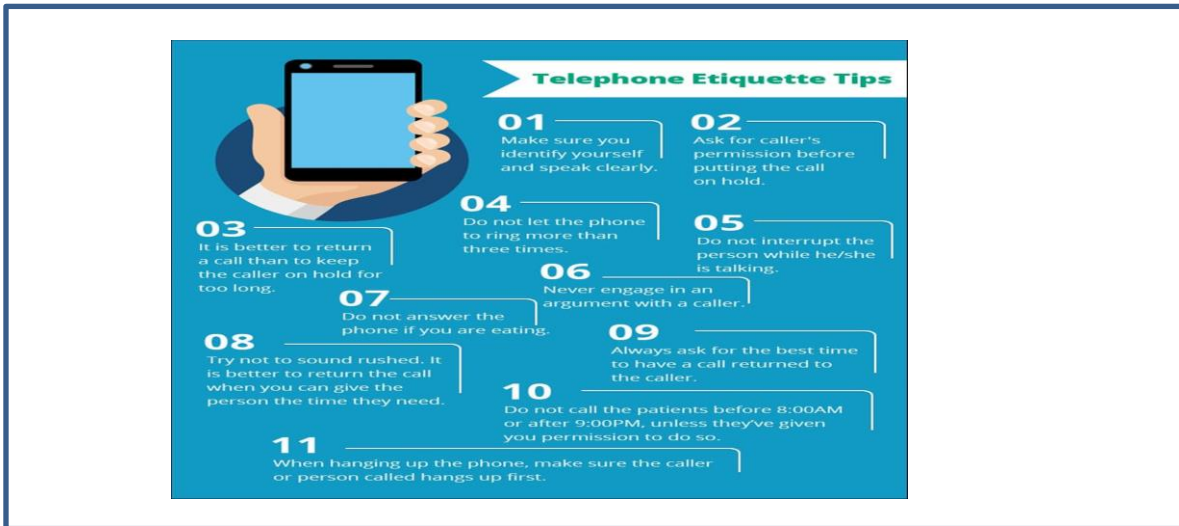 Telephone Etiquette Tips
01
Make sure you
identify yourself
and speak clearly.
02
Ask for caller's
permission before
putting the call
on hold.
03
It is better to return
a call than to keep
the caller on hold for
too long.
04
Do not let the phone
to ring more than
three times.
05
Do not interrupt the
person while he/she
is talking.
06
Never engage in an
argument with a caller.
07
Do not answer the
phone if you are eating.
08
Try not to sound rushed. It
is better to return the call
when you can give the
person the time they need.
09
Always ask for the best time
to have a call returned to
the caller.
10
Do not call the patients before 8:00AM
or after 9:00PM, unless they've given
you permission to do so.
11
When hanging up the phone, make sure the caller
or person called hangs up first.